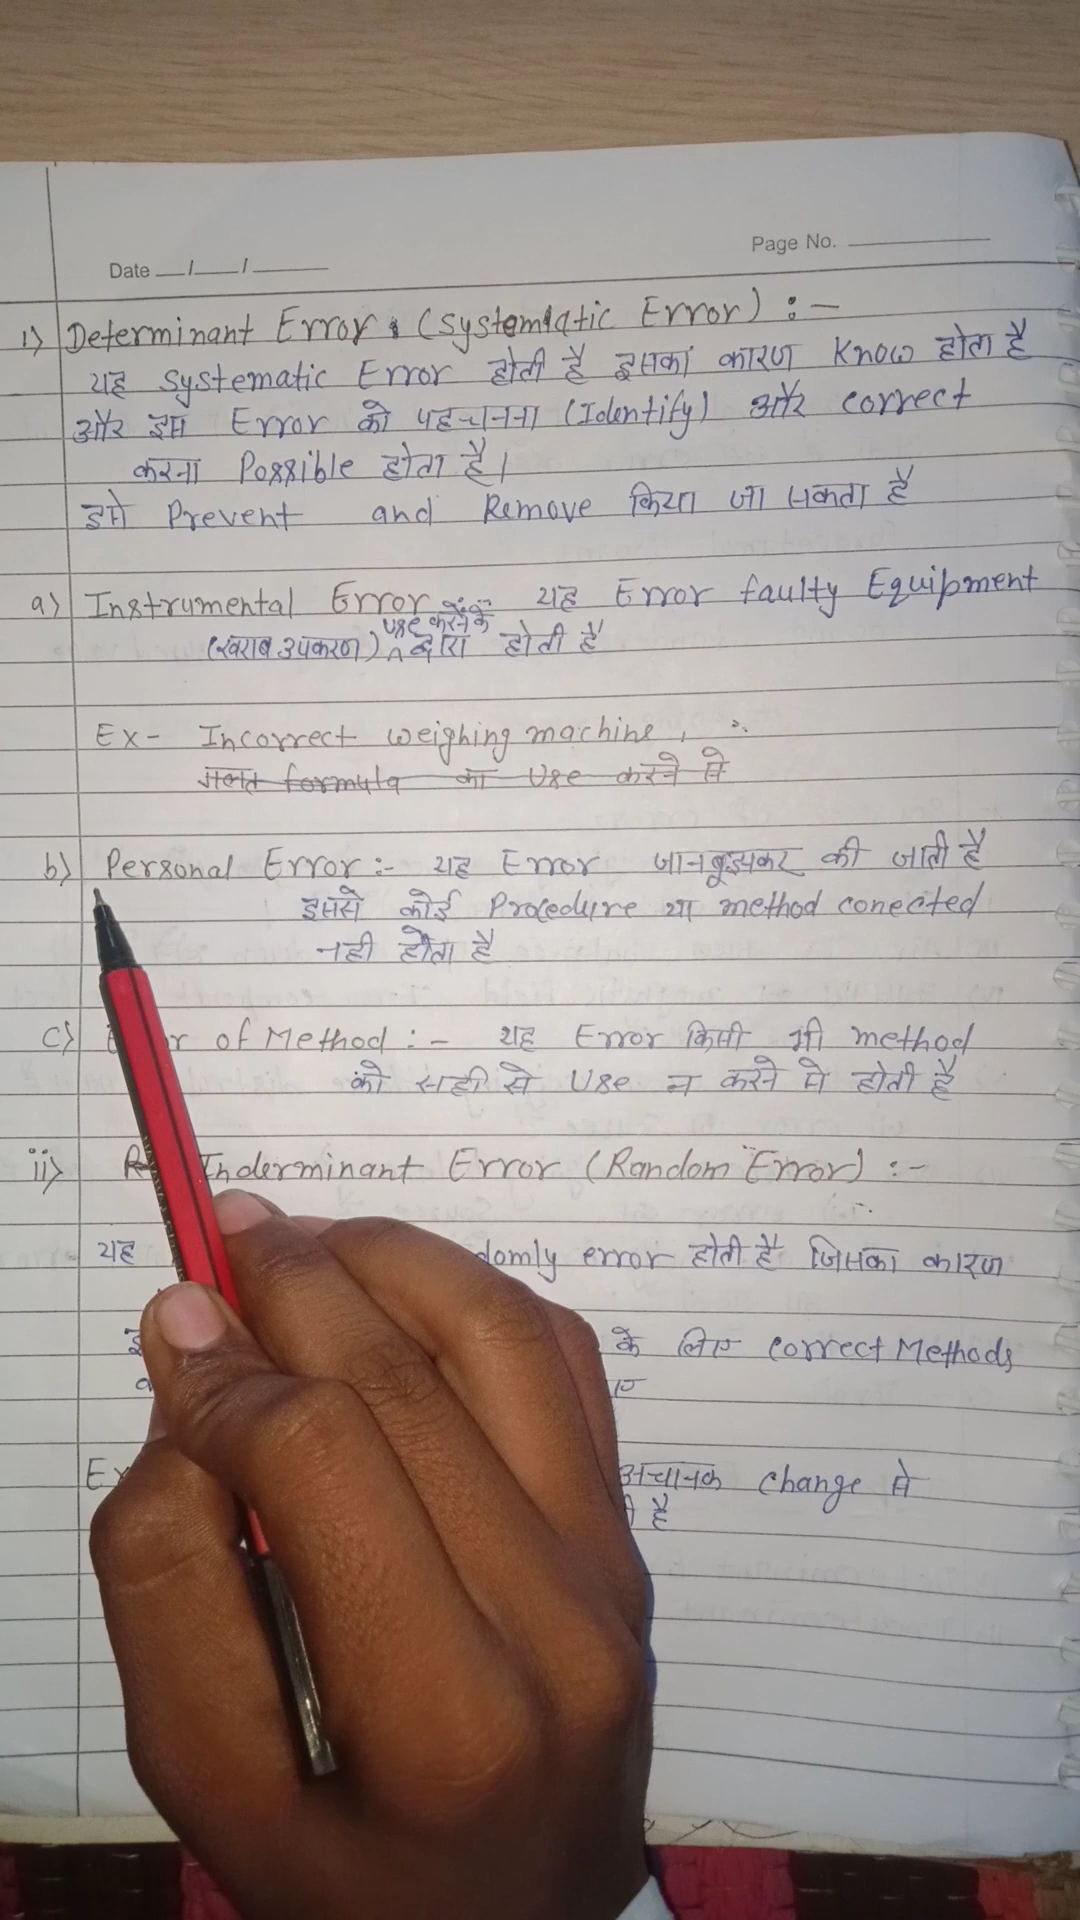 Page No.
Date __/__/____
i) Determinant Error (Systematic Error) : -
यह Systematic Error होती है इसका कारण Know होता है
और इस Error को पहचानना (Identify) और correct
करना Possible होता है।
इसे Prevent and Remove किया जा सकता है
a) Instrumental Error यह Error faulty Equipment
use करने के
(खराब उपकरण) ^ द्वारा होती है
Ex- Incorrect weighing machine,
गलत formula का Use करने से
b) Personal Error:- यह Error जानबूझकर की जाती है
इससे कोई Procedure या method conected
नही होता है
c) of Method : - यह Error किसी भी method
को सही से Use न करने से होती है
ii) Inderminant Error (Random Error) : -
यह domly error होती है जिसका कारण
के लिए correct Methods
अचानक change से
है